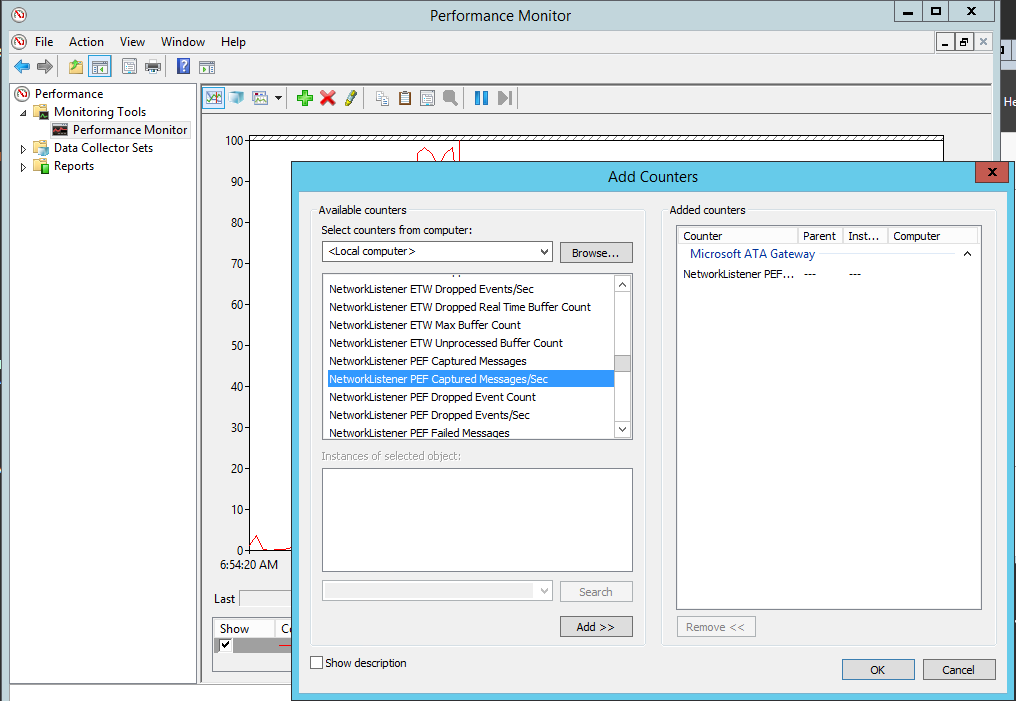 Performance Monitor
File Action View Window Help
Performance
Monitoring Tools
Performance Monitor
Data Collector Sets
Reports
100
90
80
70
60
50
40
30
20
10
0
6:54:20 AM
Last
Show
Add Counters
Available counters
Select counters from computer:
<Local computer>
Browse...
NetworkListener ETW Dropped Events/Sec
NetworkListener ETW Dropped Real Time Buffer Count
NetworkListener ETW Max Buffer Count
NetworkListener ETW Unprocessed Buffer Count
NetworkListener PEF Captured Messages
NetworkListener PEF Captured Messages/Sec
NetworkListener PEF Dropped Event Count
NetworkListener PEF Dropped Events/Sec
NetworkListener PEF Failed Messages
Instances of selected object:
Search
Add >>
Show description
Added counters
Counter Parent Inst... Computer
Microsoft ATA Gateway
NetworkListener PEF... --- ---
Remove <<
OK Cancel